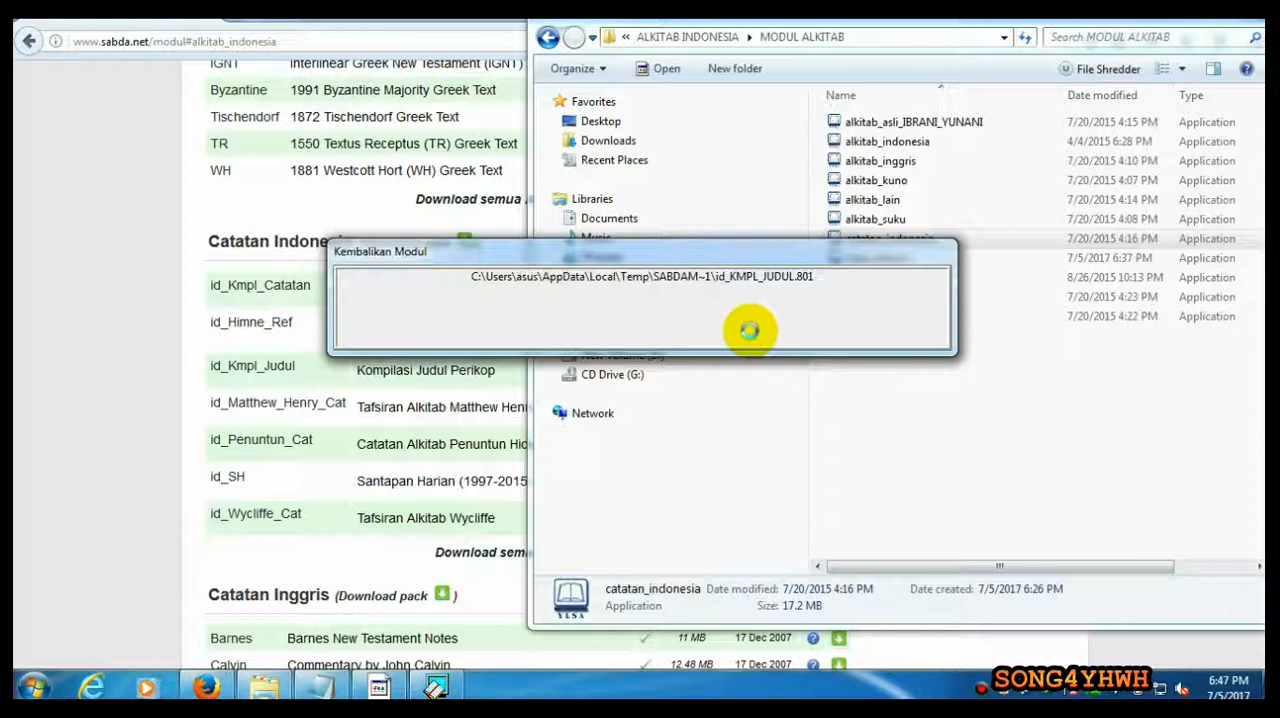 www.sabda.net/modul#alkitab_indonesia
IGNT Interlinear Greek New Testament (IGNT)
Byzantine 1991 Byzantine Majority Greek Text
Tischendorf 1872 Tischendorf Greek Text
TR 1550 Textus Receptus (TR) Greek Text
WH 1881 Westcott Hort (WH) Greek Text
Download semua
Catatan Indone
id_Kmpl_Catatan
id_Himne_Ref
id_Kmpl_Judul Kompilasi Judul Perikop
id_Matthew_Henry_Cat Tafsiran Alkitab Matthew Henr
id_Penuntun_Cat Catatan Alkitab Penuntun Hid
id_SH Santapan Harian (1997-2015
id_Wycliffe_Cat Tafsiran Alkitab Wycliffe
Download sem
Catatan Inggris (Download pack )
Barnes Barnes New Testament Notes 11 MB 17 Dec 2007
Calvin Commentary by John Calvin 12.48 MB 17 Dec 2007
« ALKITAB INDONESIA MODUL ALKITAB
Search MODUL ALKITAB
Organize Open New folder File Shredder
Favorites
Desktop
Downloads
Recent Places
Libraries
Documents
Music
CD Drive (G:)
Network
Name Date modified Type
alkitab_asli_IBRANI_YUNANI 7/20/2015 4:15 PM Application
alkitab_indonesia 4/4/2015 6:28 PM Application
alkitab_inggris 7/20/2015 4:10 PM Application
alkitab_kuno 7/20/2015 4:07 PM Application
alkitab_lain 7/20/2015 4:14 PM Application
alkitab_suku 7/20/2015 4:08 PM Application
catatan_indonesia 7/20/2015 4:16 PM Application
7/5/2017 6:37 PM Application
8/26/2015 10:13 PM Application
7/20/2015 4:23 PM Application
7/20/2015 4:22 PM Application
Kembalikan Modul
C:\Users\asus\AppData\Local\Temp\SABDAM~1\id_KMPL_JUDUL.801
catatan_indonesia Date modified: 7/20/2015 4:16 PM Date created: 7/5/2017 6:26 PM
Application Size: 17.2 MB
YLSA
SONG4YHWH
6:47 PM
7/5/2017